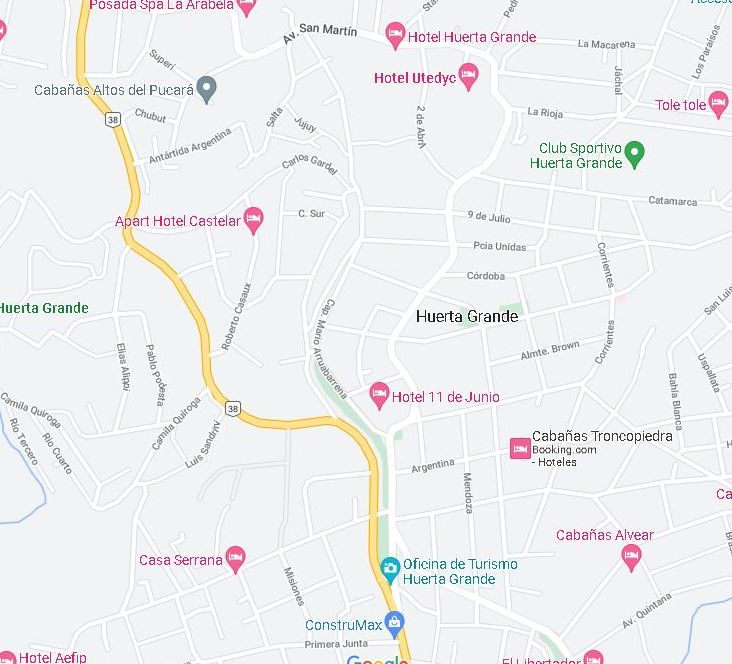 Posada Spa La Arabela
Av. San Martín
Hotel Huerta Grande
La Macarena
Los Paraísos
Superí
Hotel Utedyc
Jáchal
Cabañas Altos del Pucará
Tole tole
38
Chubut
Salta
Jujuy
2 de Abril
La Rioja
Antártida Argentina
Carlos Gardel
Club Sportivo
Huerta Grande
Catamarca
C. Sur
9 de Julio
Apart Hotel Castelar
Pcia Unidas
Corrientes
Córdoba
San Luis
Huerta Grande
Cap. Mario Arruabarrena
Roberto Casaux
Huerta Grande
Elias Alippi
Pablo Podesta
Almte. Brown
Corrientes
Uspallata
Bahía Blanca
Hotel 11 de Junio
Camila Quiroga
38
Camila Quiroga
Río Tercero
Río Cuarto
Luis Sandrini
Cabañas Troncopiedra
Booking.com
- Hoteles
Argentina
Mendoza
Ca
Cabañas Alvear
Casa Serrana
Oficina de Turismo
Huerta Grande
Misiones
Av. Quintana
ConstruMax
Primera Junta
Hotel Aefip
Google
El Libertador